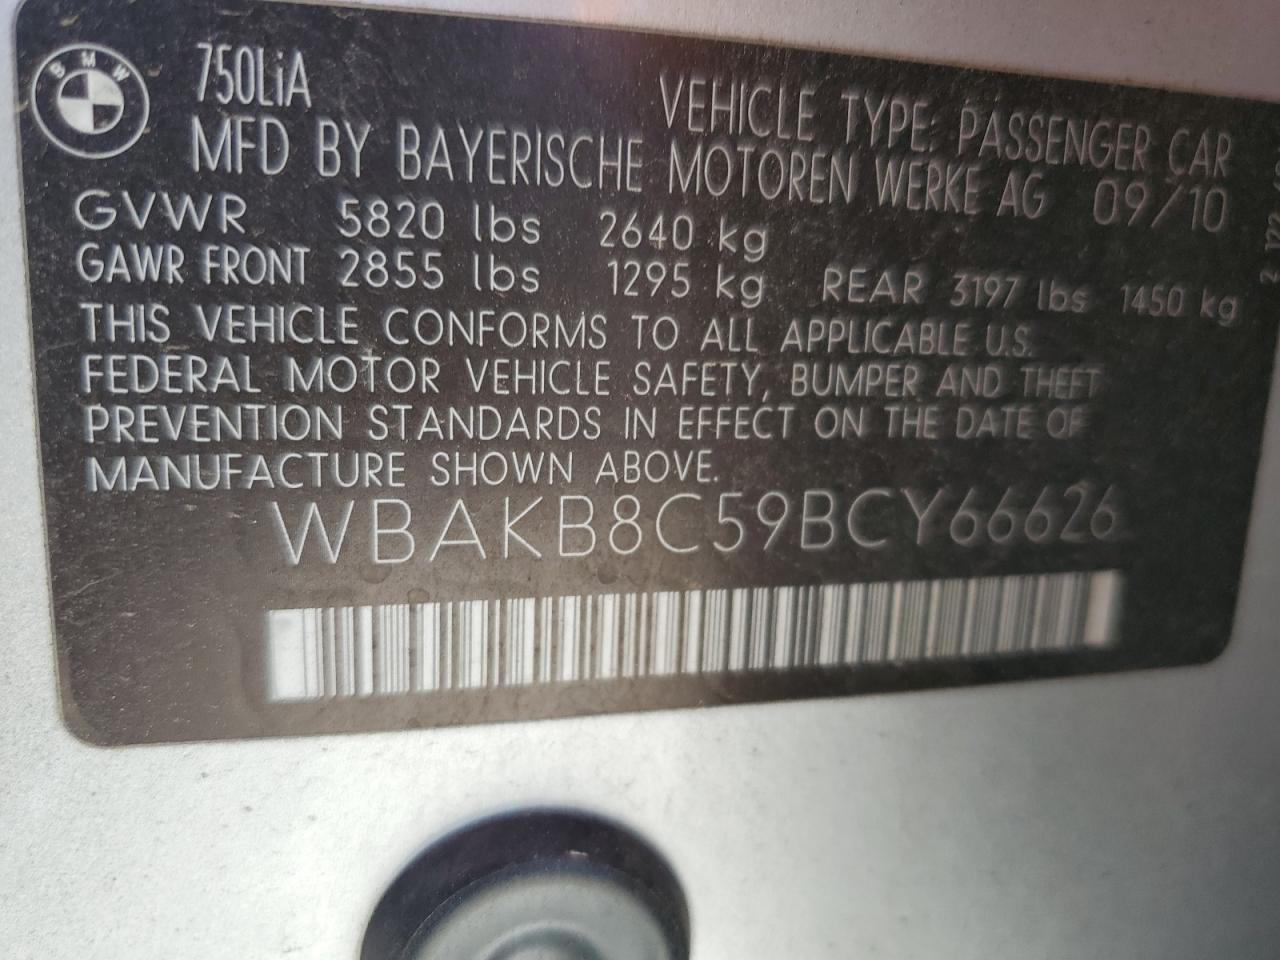 BMW
750LiA
VEHICLE TYPE: PASSENGER CAR
MFD BY BAYERISCHE MOTOREN WERKE AG 09/10
GVWR 5820 lbs 2640 kg
GAWR FRONT 2855 lbs 1295 kg REAR 3197 lbs 1450 kg
THIS VEHICLE CONFORMS TO ALL APPLICABLE U.S.
FEDERAL MOTOR VEHICLE SAFETY, BUMPER AND THEFT
PREVENTION STANDARDS IN EFFECT ON THE DATE OF
MANUFACTURE SHOWN ABOVE.
WBAKB8C59BCY66626